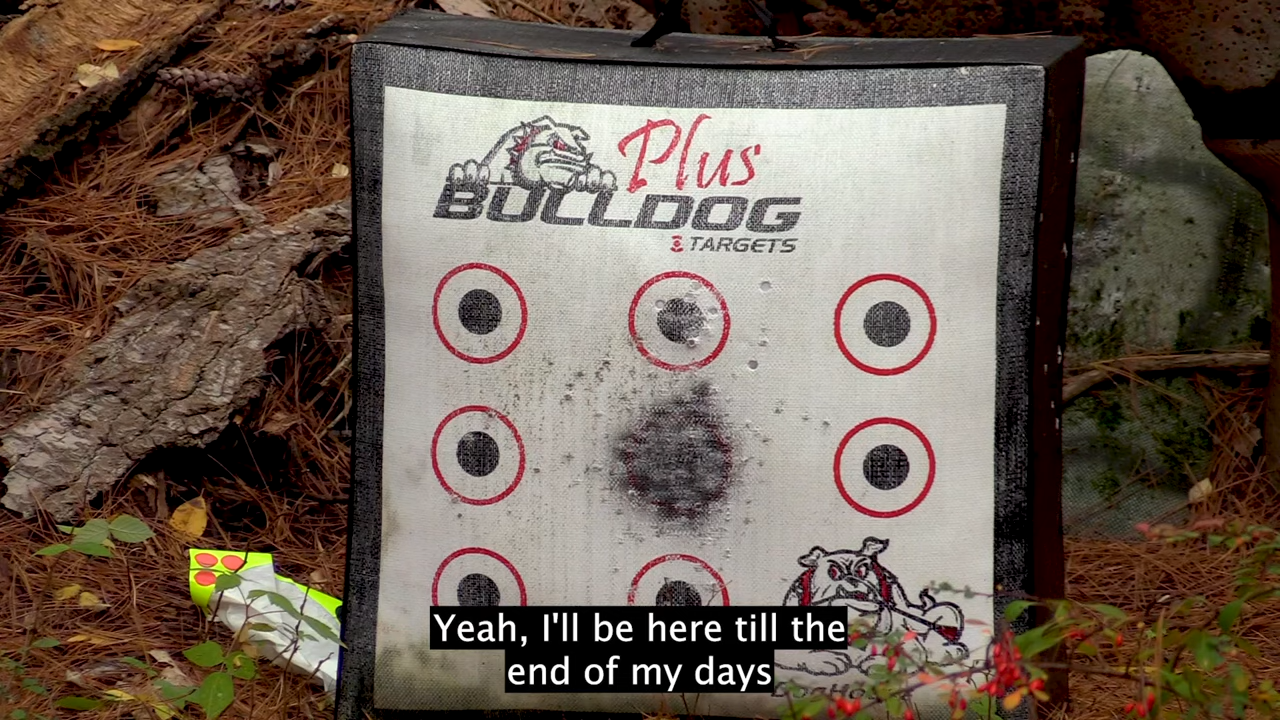 Plus
BULLDOG
TARGETS
Yeah, I'll be here till the
end of my days